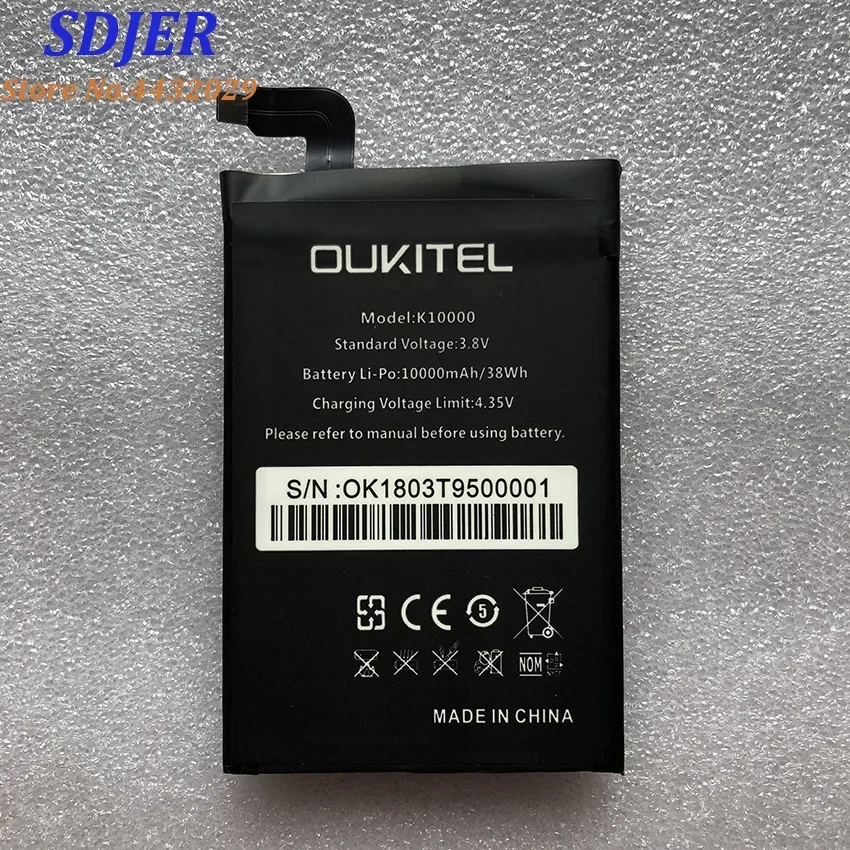 SDJER
Store No.4432029
OUKITEL
Model:K10000
Standard Voltage:3.8V
Battery Li-Po:10000mAh/38Wh
Charging Voltage Limit:4.35V
Please refer to manual before using battery.
S/N :OK1803T9500001
CE 5
NOM
MADE IN CHINA